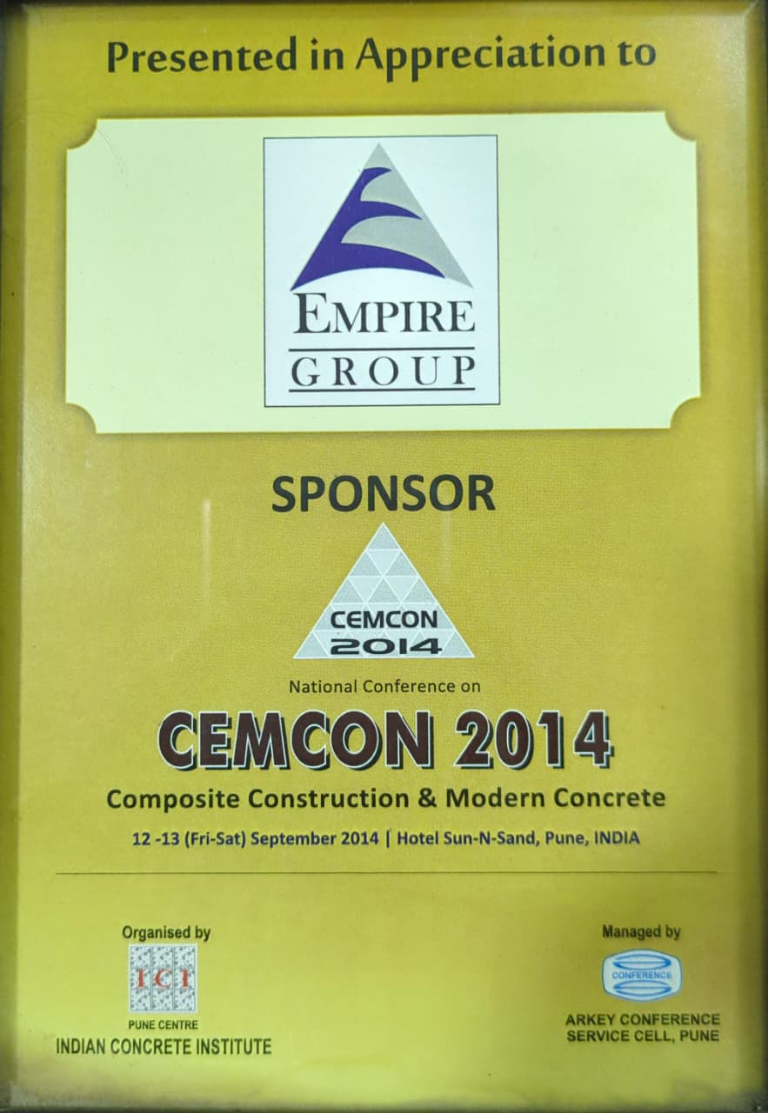 Presented in Appreciation to
EMPIRE
GROUP
SPONSOR
CEMCON
2014
National Conference on
CEMCON 2014
Composite Construction & Modern Concrete
12 -13 (Fri-Sat) September 2014 | Hotel Sun-N-Sand, Pune, INDIA
Organised by
ICI
PUNE CENTRE
INDIAN CONCRETE INSTITUTE
Managed by
CONFERENCE
ARKEY CONFERENCE
SERVICE CELL, PUNE